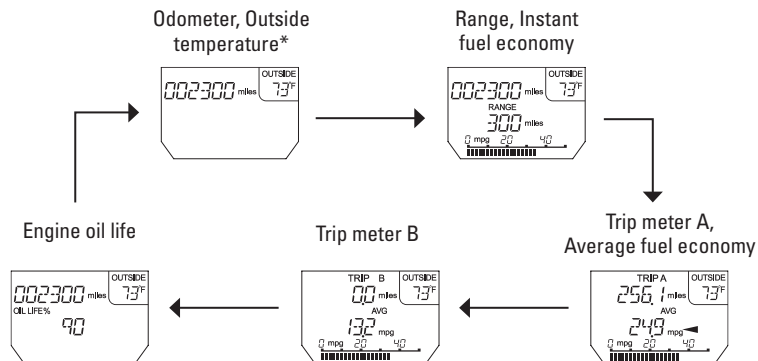 Odometer, Outside
temperature*
OUTSIDE
002300 miles 73°F
Range, Instant
fuel economy
OUTSIDE
002300 miles 73°F
RANGE
300 miles
0 mpg 20 40
Trip meter A,
Average fuel economy
TRIP A OUTSIDE
256.1 miles 73°F
AVG
24.9 mpg
0 mpg 20 40
Trip meter B
TRIP B OUTSIDE
0.0 miles 73°F
AVG
13.2 mpg
0 mpg 20 40
Engine oil life
OUTSIDE
002300 miles 73°F
OIL LIFE%
90